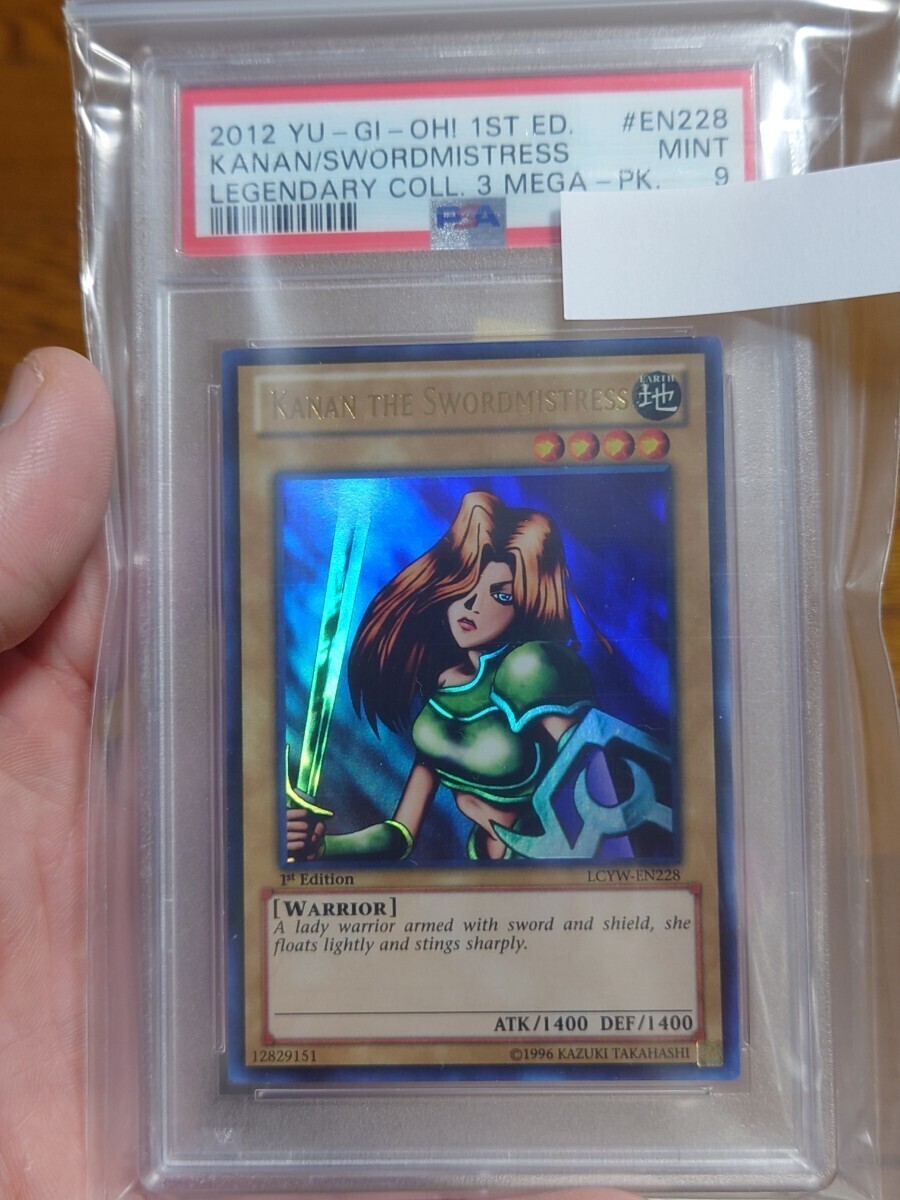 2012 YU-GI-OH! 1ST ED. #EN228
KANAN/SWORDMISTRESS MINT
LEGENDARY COLL. 3 MEGA-PK. 9
PSA
KANAN THE SWORDMISTRESS
EARTH
地
1st Edition LCYW-EN228
[WARRIOR]
A lady warrior armed with sword and shield, she
floats lightly and stings sharply.
ATK/1400 DEF/1400
12829151 ©1996 KAZUKI TAKAHASHI